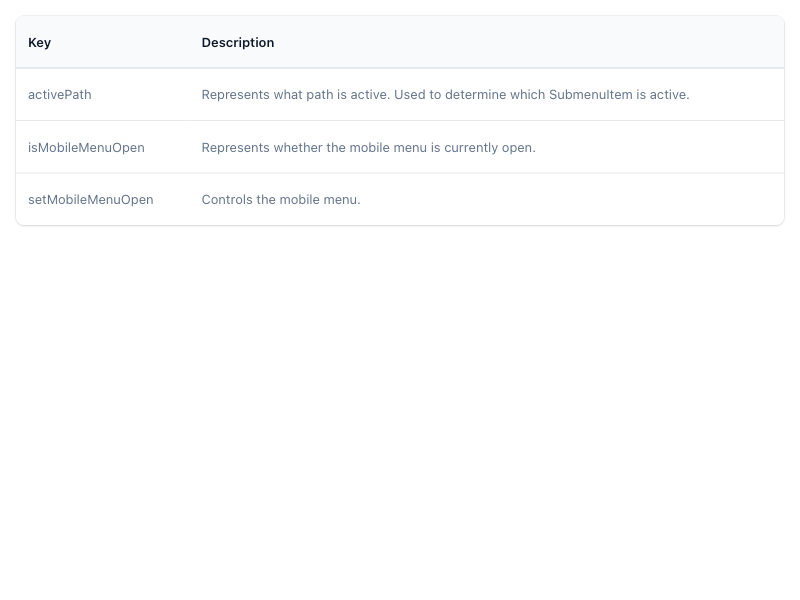 Key Description
activePath Represents what path is active. Used to determine which SubmenuItem is active.
isMobileMenuOpen Represents whether the mobile menu is currently open.
setMobileMenuOpen Controls the mobile menu.